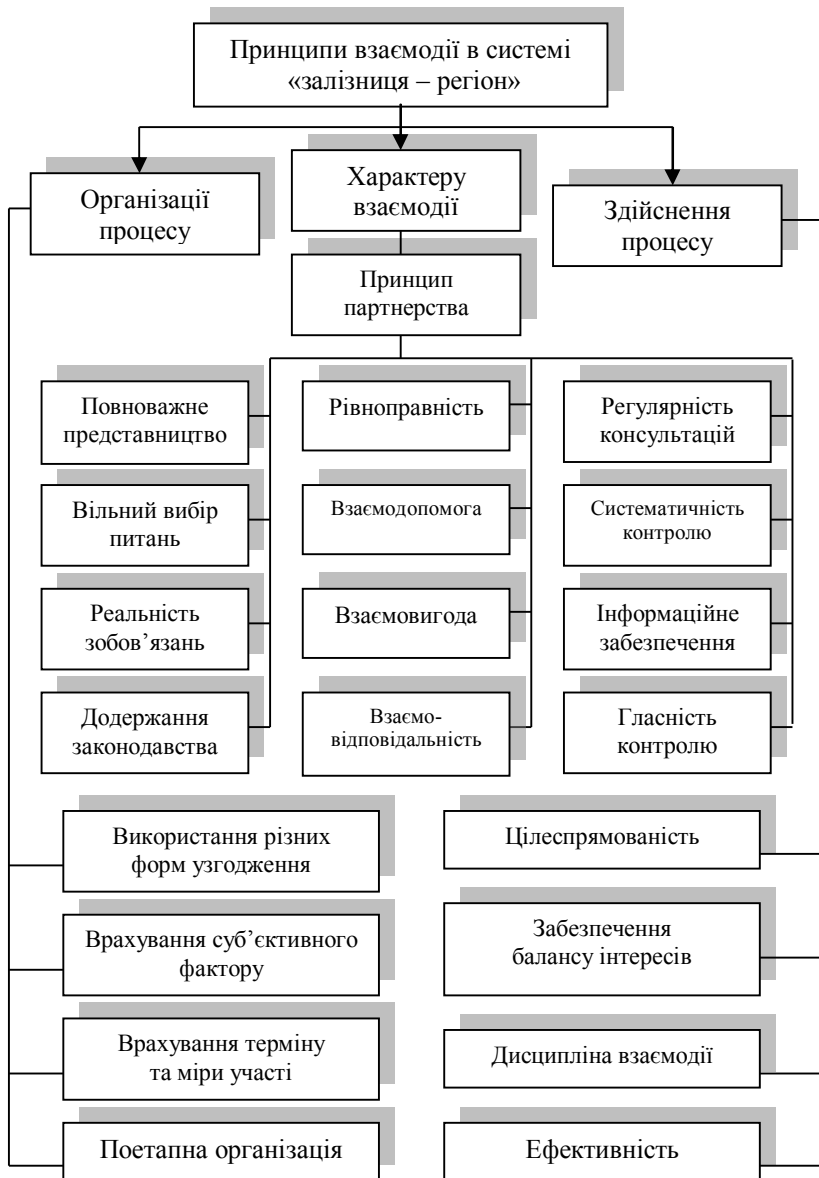 Принципи взаємодії в системі
«залізниця – регіон»
Організації
процесу
Характеру
взаємодії
Здійснення
процесу
Принцип
партнерства
Повноважне
представництво
Рівноправність
Регулярність
консультацій
Вільний вибір
питань
Взаємодопомога
Систематичність
контролю
Реальність
зобов’язань
Взаємовигода
Інформаційне
забезпечення
Додержання
законодавства
Взаємо-
відповідальність
Гласність
контролю
Використання різних
форм узгодження
Цілеспрямованість
Врахування суб’єктивного
фактору
Забезпечення
балансу інтересів
Врахування терміну
та міри участі
Дисципліна взаємодії
Поетапна організація
Ефективність